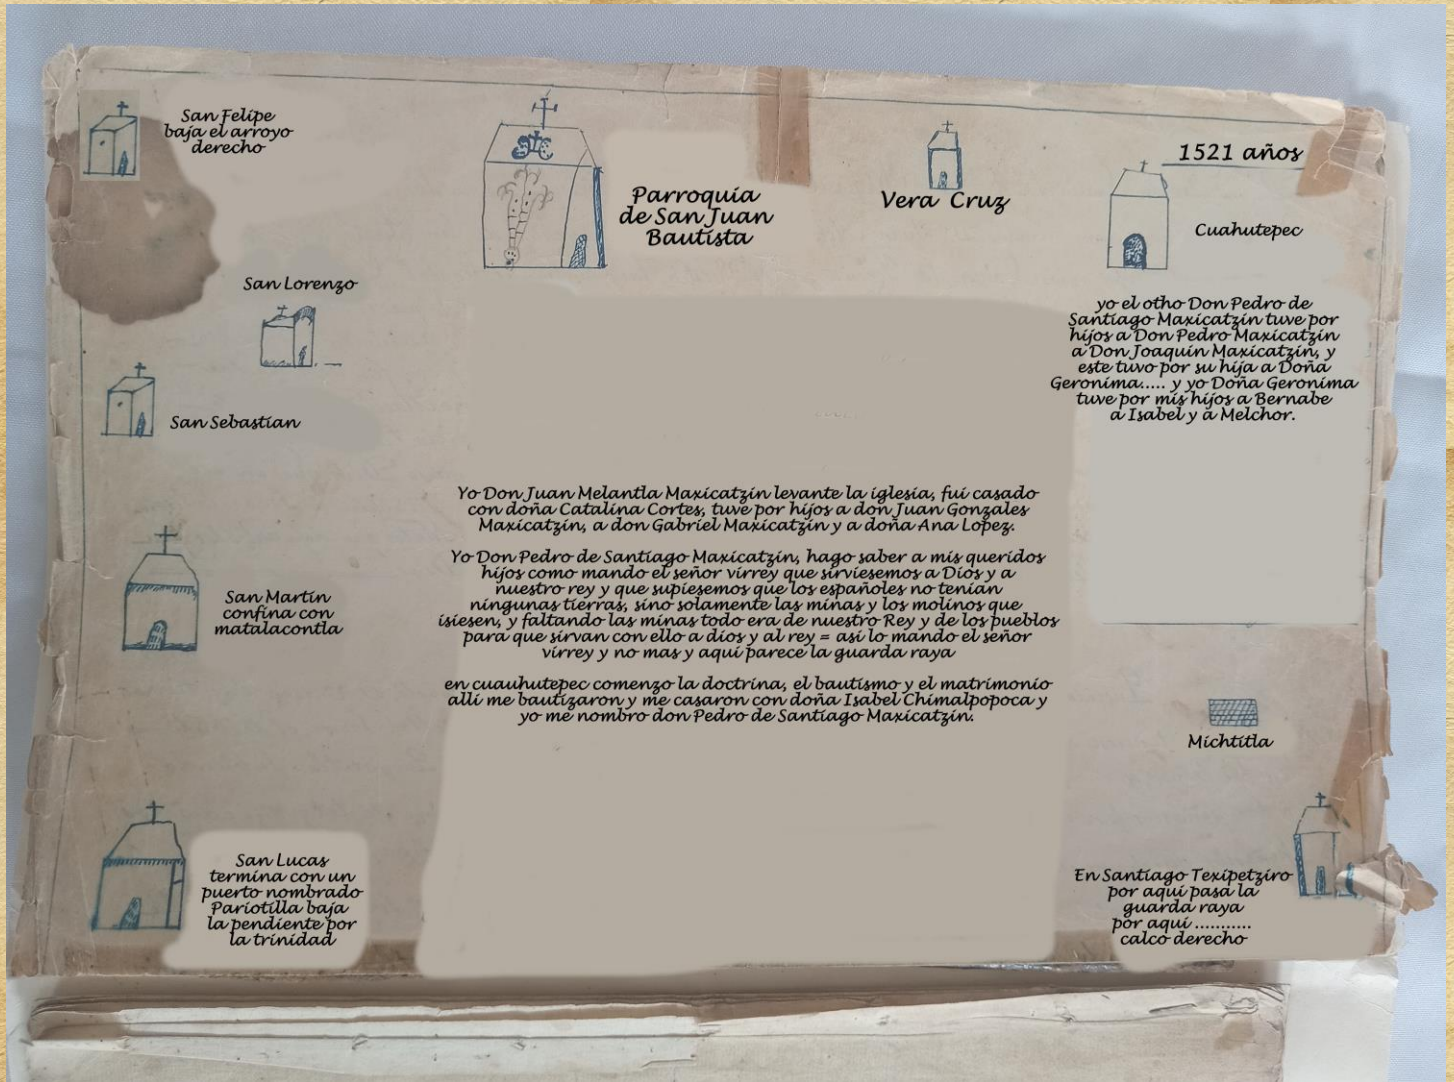 San Felipe
baja el arroyo
derecho
Parroquia
de San Juan
Bautista
Vera Cruz
1521 años
Cuahutepec
San Lorenzo
San Sebastian
yo el otho Don Pedro de
Santiago Maxicatzin tuve por
hijos a Don Pedro Maxicatzin
a Don Joaquin Maxicatzin, y
este tuvo por su hija a Doña
Geronima..... y yo Doña Geronima
tuve por mis hijos a Bernabe
a Isabel y a Melchor.
Yo Don Juan Melantla Maxicatzin levante la iglesia, fui casado
con doña Catalina Cortes, tuve por hijos a don Juan Gonzales
Maxicatzin, a don Gabriel Maxicatzin y a doña Ana Lopez.
Yo Don Pedro de Santiago Maxicatzin, hago saber a mis queridos
hijos como mando el señor virrey que sirviesemos a Dios y a
nuestro rey y que supiesemos que los españoles no tenian
ningunas tierras, sino solamente las minas y los molinos que
isiesen, y faltando las minas todo era de nuestro Rey y de los pueblos
para que sirvan con ello a dios y al rey = asi lo mando el señor
virrey y no mas y aqui parece la guarda raya
en cuauhutepec comenzo la doctrina, el bautismo y el matrimonio
alli me bautizaron y me casaron con doña Isabel Chimalpopoca y
yo me nombro don Pedro de Santiago Maxicatzin.
San Martin
confina con
matalacontla
Michtitla
San Lucas
termina con un
puerto nombrado
Pariotilla baja
la pendiente por
la trinidad
En Santiago Texipetziro
por aqui pasa la
guarda raya
por aqui ...........
calco derecho